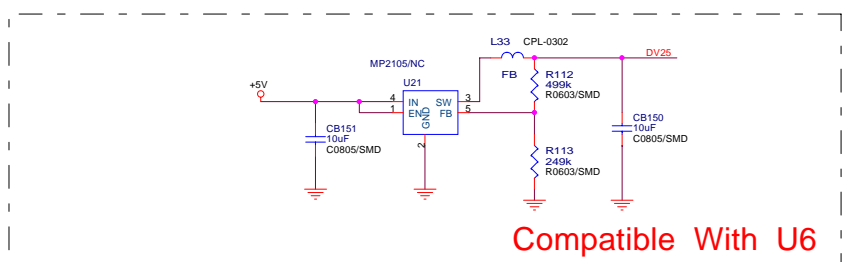 L33 CPL-0302
DV25
MP2105/NC
U21
FB
R112
499k
R0603/SMD
+5V
4 IN SW 3
1 EN FB 5
GND
2
CB151
10uF
C0805/SMD
CB150
10uF
C0805/SMD
R113
249k
R0603/SMD
Compatible With U6